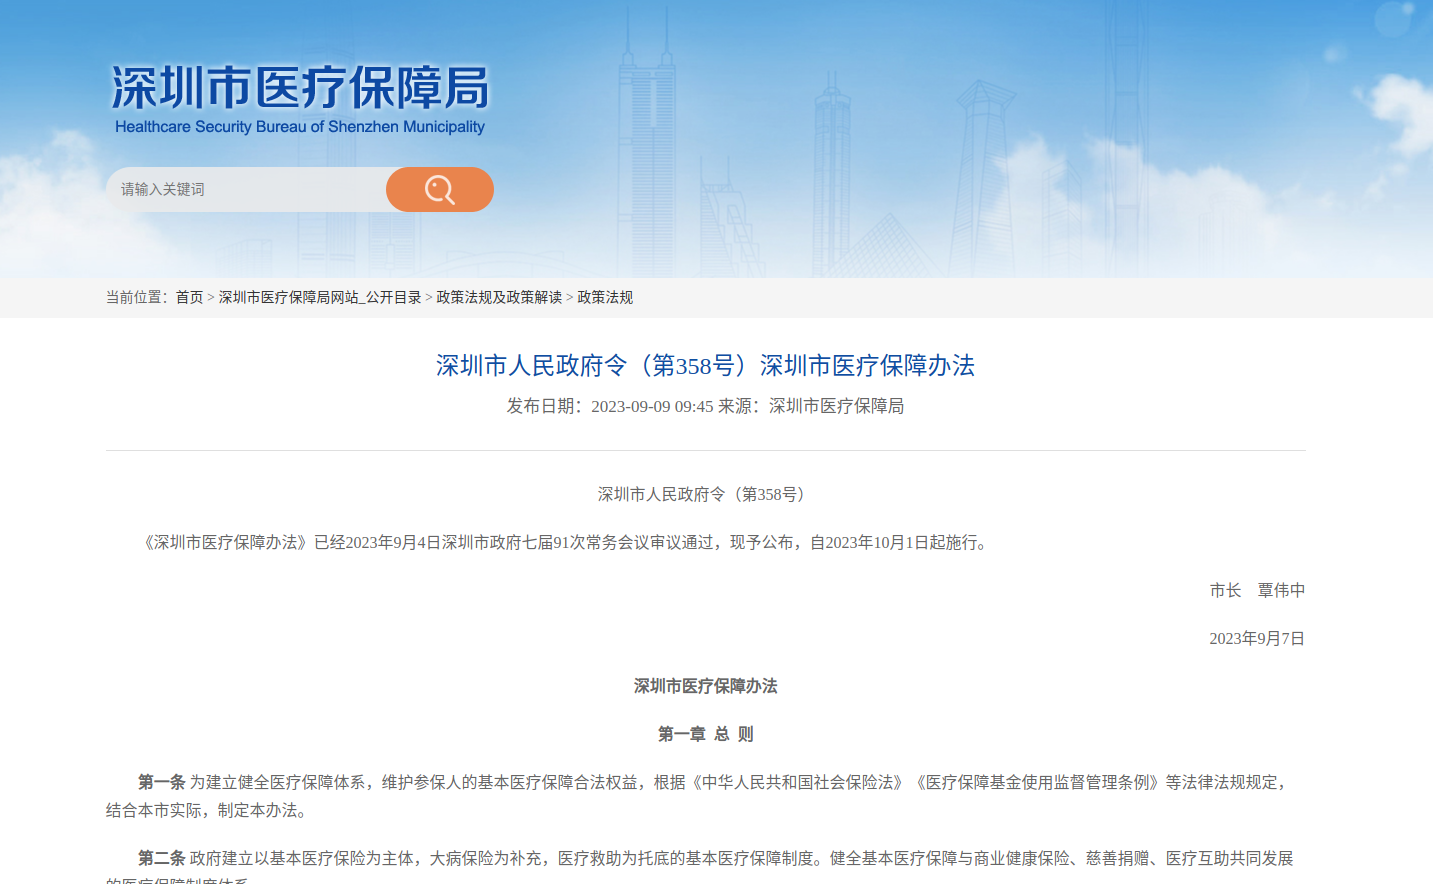 深圳市医疗保障局
Healthcare Security Bureau of Shenzhen Municipality
请输入关键词
当前位置：首页 > 深圳市医疗保障局网站_公开目录 > 政策法规及政策解读 > 政策法规
深圳市人民政府令（第358号）深圳市医疗保障办法
发布日期：2023-09-09 09:45 来源：深圳市医疗保障局
深圳市人民政府令（第358号）
《深圳市医疗保障办法》已经2023年9月4日深圳市政府七届91次常务会议审议通过，现予公布，自2023年10月1日起施行。
市长　覃伟中
2023年9月7日
深圳市医疗保障办法
第一章 总 则
第一条 为建立健全医疗保障体系，维护参保人的基本医疗保障合法权益，根据《中华人民共和国社会保险法》《医疗保障基金使用监督管理条例》等法律法规规定，
结合本市实际，制定本办法。
第二条 政府建立以基本医疗保险为主体，大病保险为补充，医疗救助为托底的基本医疗保障制度。健全基本医疗保障与商业健康保险、慈善捐赠、医疗互助共同发展
的医疗保障制度体系。